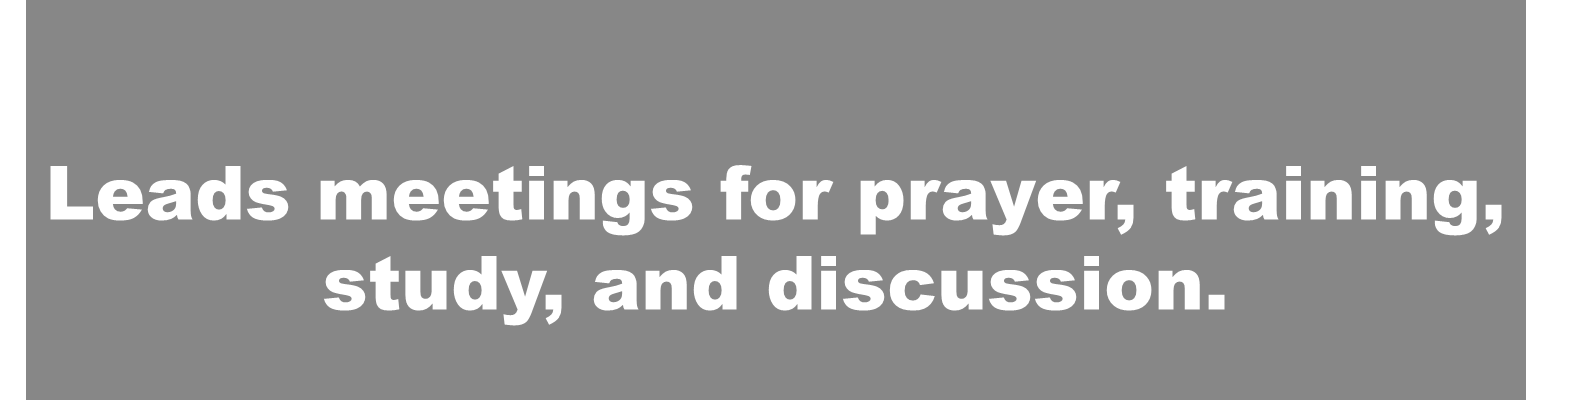 Leads meetings for prayer, training,
study, and discussion.